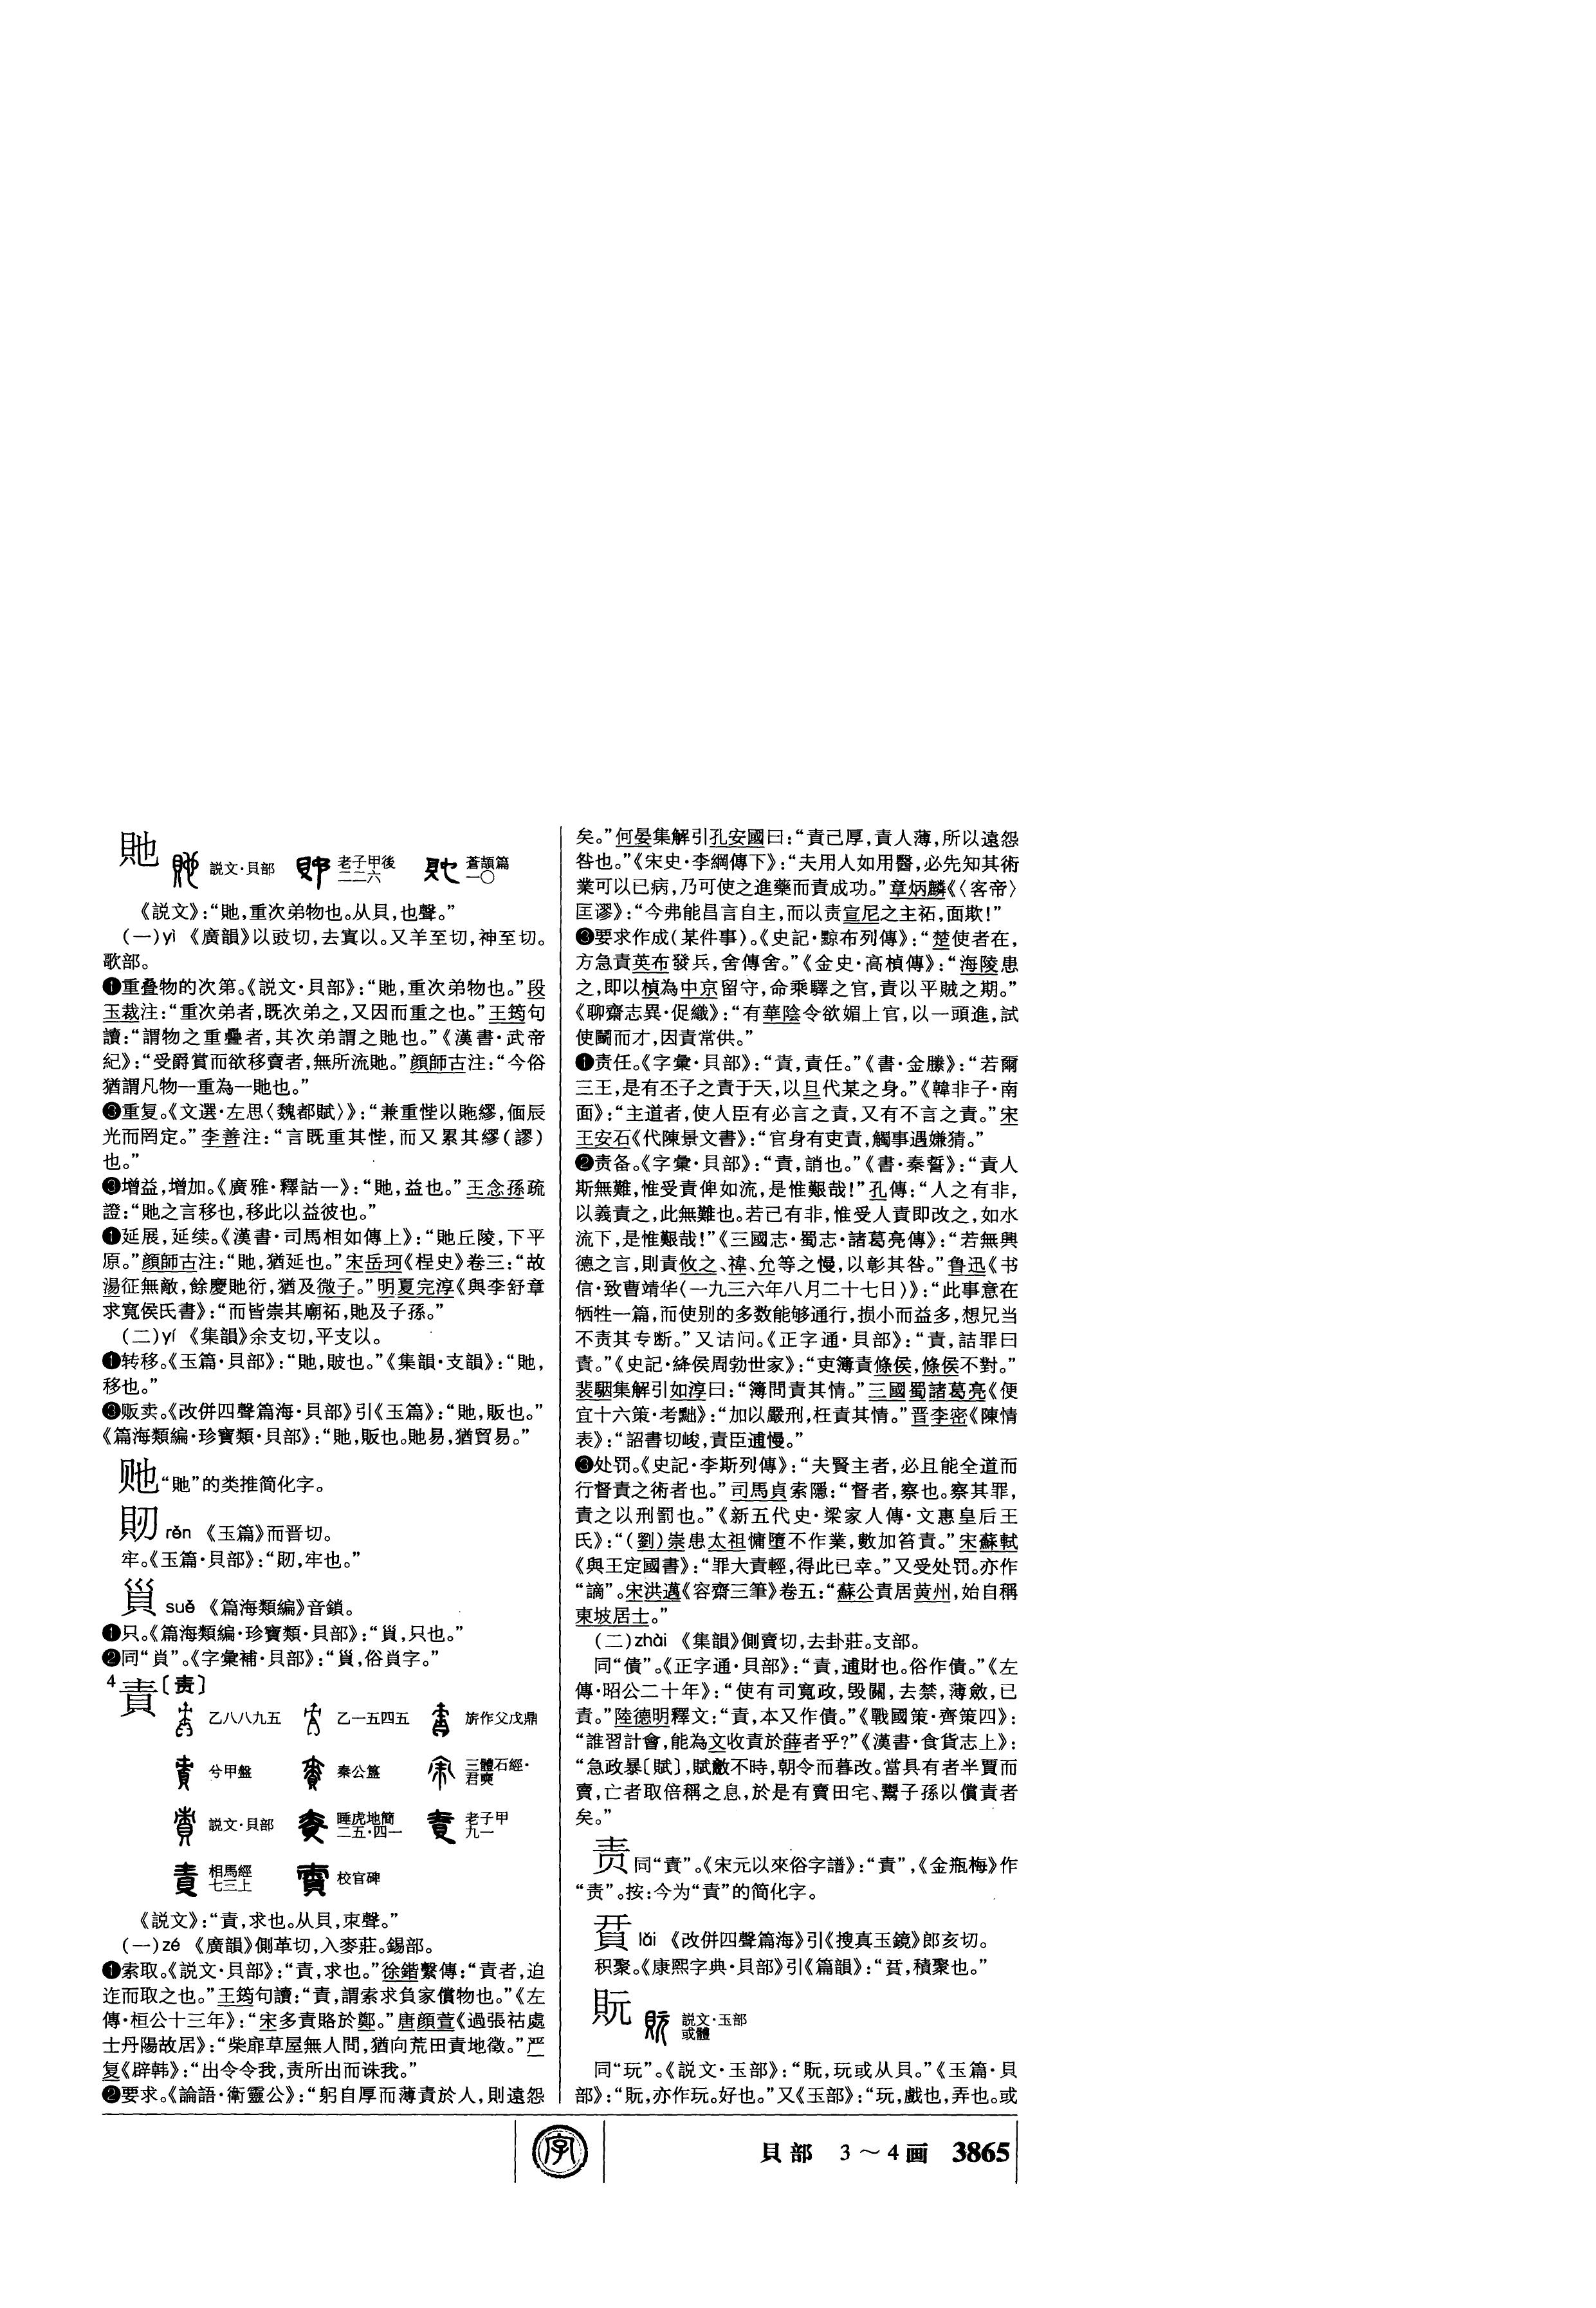 貤 説文·貝部 老子甲後二二六 蒼頡篇一〇
《説文》：“貤，重次弟物也。从貝，也聲。”
（一）yì 《廣韻》以豉切，去寘以。又羊至切，神至切。
歌部。
❶重叠物的次第。《説文·貝部》：“貤，重次弟物也。”段
玉裁注：“重次弟者，既次弟之，又因而重之也。”王筠句
讀：“謂物之重疊者，其次弟謂之貤也。”《漢書·武帝
紀》：“受爵賞而欲移賣者，無所流貤。”顔師古注：“今俗
猶謂凡物一重為一貤也。”
❸重复。《文選·左思〈魏都賦〉》：“兼重悂以貤繆，偭辰
光而罔定。”李善注：“言既重其悂，而又累其繆（謬）
也。”
❸增益，增加。《廣雅·釋詁一》：“貤，益也。”王念孫疏
證：“貤之言移也，移此以益彼也。”
❶延展，延续。《漢書·司馬相如傳上》：“貤丘陵，下平
原。”顔師古注：“貤，猶延也。”宋岳珂《桯史》卷三：“故
湯征無敵，餘慶貤衍，猶及微子。”明夏完淳《與李舒章
求寬侯氏書》：“而皆崇其廟祏，貤及子孫。”
（二）yí 《集韻》余支切，平支以。
❶转移。《玉篇·貝部》：“貤，貱也。”《集韻·支韻》：“貤，
移也。”
❸贩卖。《改併四聲篇海·貝部》引《玉篇》：“貤，販也。”
《篇海類編·珍寶類·貝部》：“貤，販也。貤易，猶貿易。”
𧵊“貤”的类推简化字。
𧴫 rěn 《玉篇》而晋切。
牢。《玉篇·貝部》：“𧴫，牢也。”
suǒ 《篇海類編》音鎖。
❶只。《篇海類編·珍寶類·貝部》：“，只也。”
❷同“𧴪”。《字彙補·貝部》：“，俗𧴪字。”
4 責〔责〕
乙八八九五 乙一五四五 旂作父戊鼎
兮甲盤 秦公簋 三體石經·君奭
説文·貝部 睡虎地簡二五·四一 老子甲九一
相馬經七三上 校官碑
《説文》：“責，求也。从貝，朿聲。”
（一）zé 《廣韻》側革切，入麥莊。錫部。
❶索取。《説文·貝部》：“責，求也。”徐鍇繫傳：“責者，迫
迮而取之也。”王筠句讀：“責，謂索求負家償物也。”《左
傳·桓公十三年》：“宋多責賂於鄭。”唐顔萱《過張祜處
士丹陽故居》：“柴扉草屋無人問，猶向荒田責地徵。”严
复《辟韩》：“出令令我，责所出而诛我。”
❷要求。《論語·衛靈公》：“躬自厚而薄責於人，則遠怨
矣。”何晏集解引孔安國曰：“責己厚，責人薄，所以遠怨
咎也。”《宋史·李綱傳下》：“夫用人如用醫，必先知其術
業可以已病，乃可使之進藥而責成功。”章炳麟《〈客帝〉
匡谬》：“今弗能昌言自主，而以责宣尼之主祏，面欺！”
❸要求作成（某件事）。《史記·黥布列傳》：“楚使者在，
方急責英布發兵，舍傳舍。”《金史·高楨傳》：“海陵患
之，即以楨為中京留守，命乘驛之官，責以平賊之期。”
《聊齋志異·促織》：“有華陰令欲媚上官，以一頭進，試
使鬭而才，因責常供。”
❶责任。《字彙·貝部》：“責，責任。”《書·金縢》：“若爾
三王，是有丕子之責于天，以旦代某之身。”《韓非子·南
面》：“主道者，使人臣有必言之責，又有不言之責。”宋
王安石《代陳景文書》：“官身有吏責，觸事遇嫌猜。”
❷责备。《字彙·貝部》：“責，誚也。”《書·秦誓》：“責人
斯無難，惟受責俾如流，是惟艱哉！”孔傳：“人之有非，
以義責之，此無難也。若已有非，惟受人責即改之，如水
流下，是惟艱哉！”《三國志·蜀志·諸葛亮傳》：“若無興
德之言，則責攸之、禕、允等之慢，以彰其咎。”鲁迅《书
信·致曹靖华（一九三六年八月二十七日）》：“此事意在
牺牲一篇，而使别的多数能够通行，损小而益多，想兄当
不责其专断。”又诘问。《正字通·貝部》：“責，詰罪曰
責。”《史記·絳侯周勃世家》：“吏簿責條侯，條侯不對。”
裴駰集解引如淳曰：“簿問責其情。”三國蜀諸葛亮《便
宜十六策·考黜》：“加以嚴刑，枉責其情。”晋李密《陳情
表》：“詔書切峻，責臣逋慢。”
❸处罚。《史記·李斯列傳》：“夫賢主者，必且能全道而
行督責之術者也。”司馬貞索隱：“督者，察也。察其罪，
責之以刑罰也。”《新五代史·梁家人傳·文惠皇后王
氏》：“（劉）崇患太祖慵墮不作業，數加笞責。”宋蘇軾
《與王定國書》：“罪大責輕，得此已幸。”又受处罚。亦作
“謫”。宋洪邁《容齋三筆》卷五：“蘇公責居黄州，始自稱
東坡居士。”
（二）zhài 《集韻》側賣切，去卦莊。支部。
同“債”。《正字通·貝部》：“責，逋財也。俗作債。”《左
傳·昭公二十年》：“使有司寬政，毁關，去禁，薄斂，已
責。”陸德明釋文：“責，本又作債。”《戰國策·齊策四》：
“誰習計會，能為文收責於薛者乎？”《漢書·食貨志上》：
“急政暴〔賦〕，賦斂不時，朝令而暮改。當具有者半賈而
賣，亡者取倍稱之息，於是有賣田宅、鬻子孫以償責者
矣。”
责同“責”。《宋元以來俗字譜》：“責”，《金瓶梅》作
“责”。按：今为“責”的简化字。
lǎi 《改併四聲篇海》引《搜真玉鏡》郎亥切。
积聚。《康熙字典·貝部》引《篇韻》：“，積聚也。”
貦 説文·玉部或體
同“玩”。《説文·玉部》：“貦，玩或从貝。”《玉篇·貝
部》：“貦，亦作玩。好也。”又《玉部》：“玩，戲也，弄也。或
字 貝部 3～4画 3865